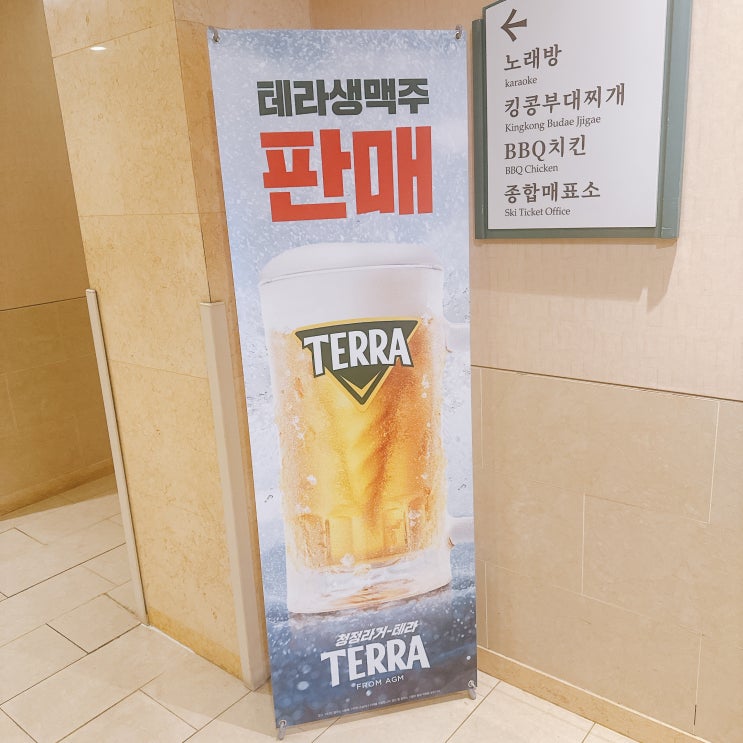 테라생맥주
판매
TERRA
청정라거-테라
TERRA
FROM AGM
←
노래방
karaoke
킹콩부대찌개
Kingkong Budae Jjigae
BBQ치킨
BBQ Chicken
종합매표소
Ski Ticket Office